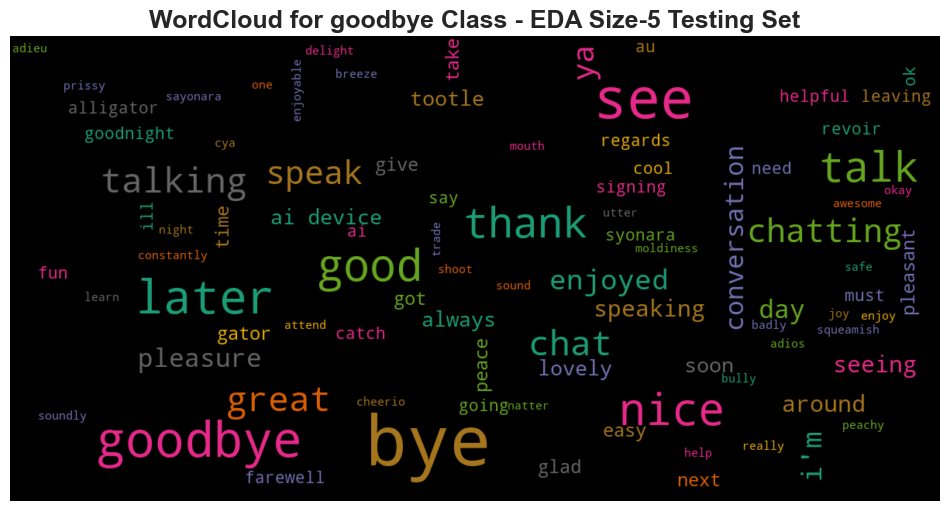 WordCloud for goodbye Class - EDA Size-5 Testing Set
adieu
delight
take
ya
au
prissy
sayonara
one
enjoyable
breeze
see
ok
alligator
tootle
helpful
leaving
goodnight
cya
mouth
regards
revoir
talking
speak
give
cool
signing
conversation
need
talk
okay
ill
time
say
awesome
night
ai device
ai
thank
utter
syonara
chatting
constantly
trade
moldiness
pleasant
fun
good
shoot
sound
enjoyed
safe
learn
later
got
speaking
day
must
gator
attend
catch
always
joy
enjoy
badly
squeamish
pleasure
peace
chat
lovely
soon
adios
seeing
bully
great
cheerio
going
natter
nice
around
soundly
goodbye
bye
easy
peachy
farewell
glad
help
really
i'm
next